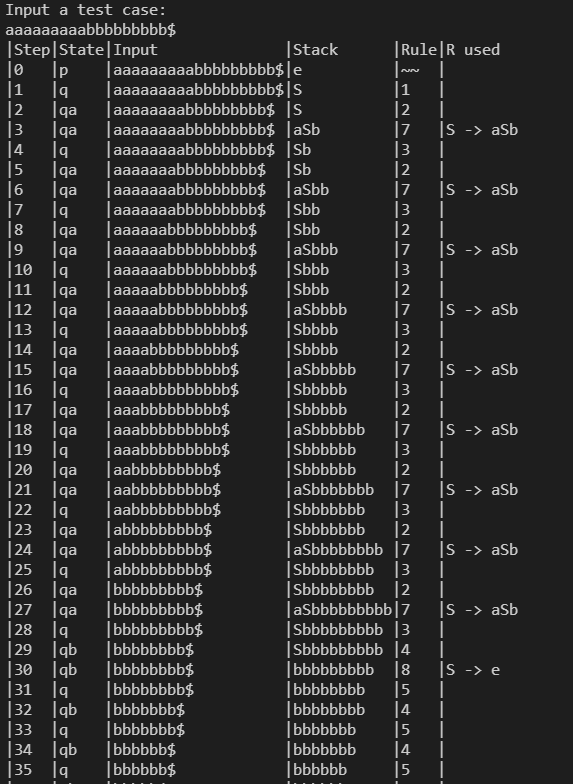 Input a test case:
aaaaaaaaabbbbbbbbb$
|Step|State|Input              |Stack      |Rule|R used
|0   |p    |aaaaaaaaabbbbbbbbb$|e          |~~  |
|1   |q    |aaaaaaaaabbbbbbbbb$|S          |1   |
|2   |qa   |aaaaaaaabbbbbbbbb$ |S          |2   |
|3   |qa   |aaaaaaaabbbbbbbbb$ |aSb        |7   |S -> aSb
|4   |q    |aaaaaaaabbbbbbbbb$ |Sb         |3   |
|5   |qa   |aaaaaaabbbbbbbbb$  |Sb         |2   |
|6   |qa   |aaaaaaabbbbbbbbb$  |aSbb       |7   |S -> aSb
|7   |q    |aaaaaaabbbbbbbbb$  |Sbb        |3   |
|8   |qa   |aaaaaabbbbbbbbb$   |Sbb        |2   |
|9   |qa   |aaaaaabbbbbbbbb$   |aSbbb      |7   |S -> aSb
|10  |q    |aaaaaabbbbbbbbb$   |Sbbb       |3   |
|11  |qa   |aaaaabbbbbbbbb$    |Sbbb       |2   |
|12  |qa   |aaaaabbbbbbbbb$    |aSbbbb     |7   |S -> aSb
|13  |q    |aaaaabbbbbbbbb$    |Sbbbb      |3   |
|14  |qa   |aaaabbbbbbbbb$     |Sbbbb      |2   |
|15  |qa   |aaaabbbbbbbbb$     |aSbbbbb    |7   |S -> aSb
|16  |q    |aaaabbbbbbbbb$     |Sbbbbb     |3   |
|17  |qa   |aaabbbbbbbbb$      |Sbbbbb     |2   |
|18  |qa   |aaabbbbbbbbb$      |aSbbbbbb   |7   |S -> aSb
|19  |q    |aaabbbbbbbbb$      |Sbbbbbb    |3   |
|20  |qa   |aabbbbbbbbb$       |Sbbbbbb    |2   |
|21  |qa   |aabbbbbbbbb$       |aSbbbbbbb  |7   |S -> aSb
|22  |q    |aabbbbbbbbb$       |Sbbbbbbb   |3   |
|23  |qa   |abbbbbbbbb$        |Sbbbbbbb   |2   |
|24  |qa   |abbbbbbbbb$        |aSbbbbbbbb |7   |S -> aSb
|25  |q    |abbbbbbbbb$        |Sbbbbbbbb  |3   |
|26  |qa   |bbbbbbbbb$         |Sbbbbbbbb  |2   |
|27  |qa   |bbbbbbbbb$         |aSbbbbbbbbb|7   |S -> aSb
|28  |q    |bbbbbbbbb$         |Sbbbbbbbbb |3   |
|29  |qb   |bbbbbbbb$          |Sbbbbbbbbb |4   |
|30  |qb   |bbbbbbbb$          |bbbbbbbbb  |8   |S -> e
|31  |q    |bbbbbbbb$          |bbbbbbbb   |5   |
|32  |qb   |bbbbbbb$           |bbbbbbbb   |4   |
|33  |q    |bbbbbbb$           |bbbbbbb    |5   |
|34  |qb   |bbbbbb$            |bbbbbbb    |4   |
|35  |q    |bbbbbb$            |bbbbbb     |5   |